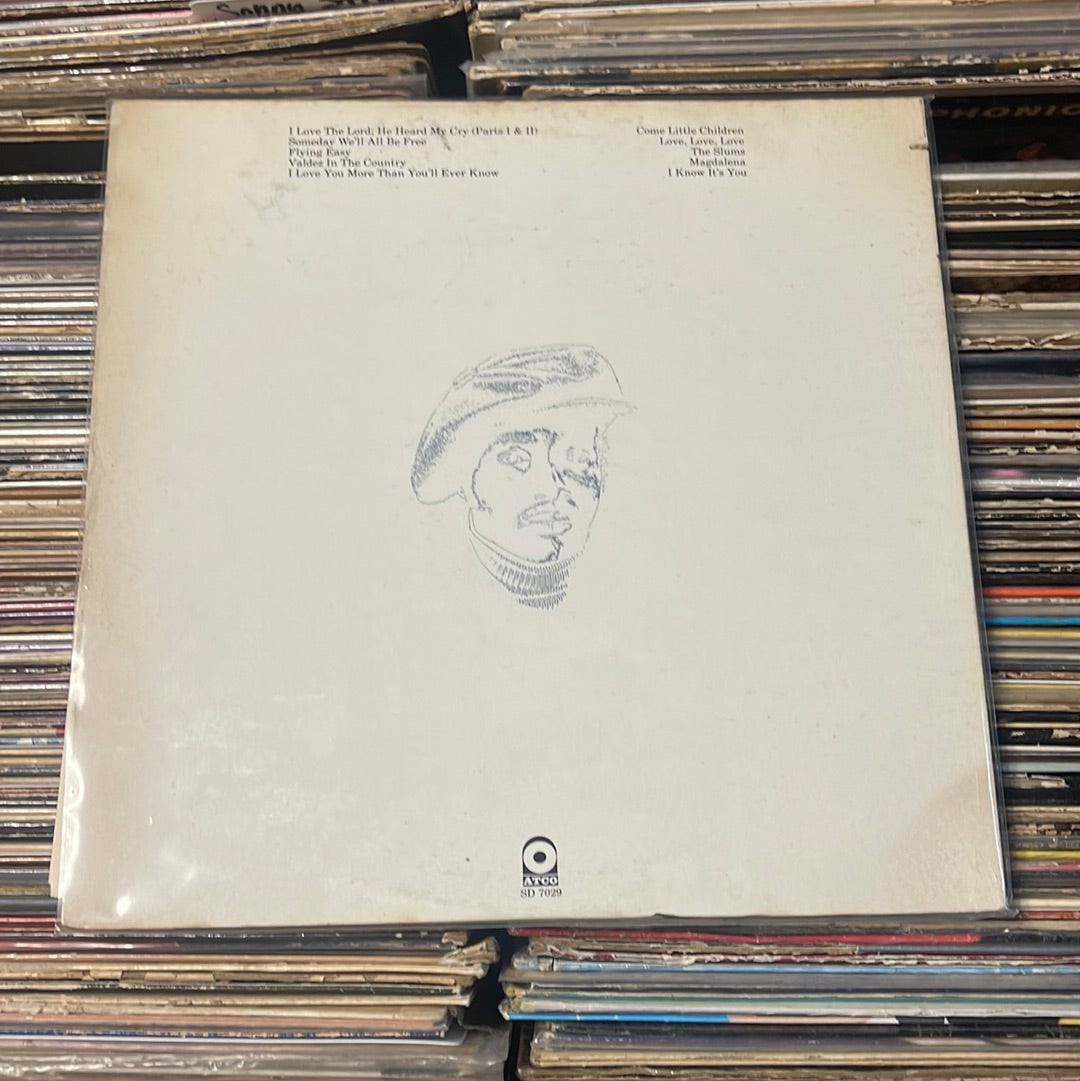 I Love The Lord; He Heard My Cry (Parts I & II)
Someday We'll All Be Free
Flying Easy
Valdez In The Country
I Love You More Than You'll Ever Know
Come Little Children
Love, Love, Love
The Slums
Magdalena
I Know It's You
ATCO
SD 7029